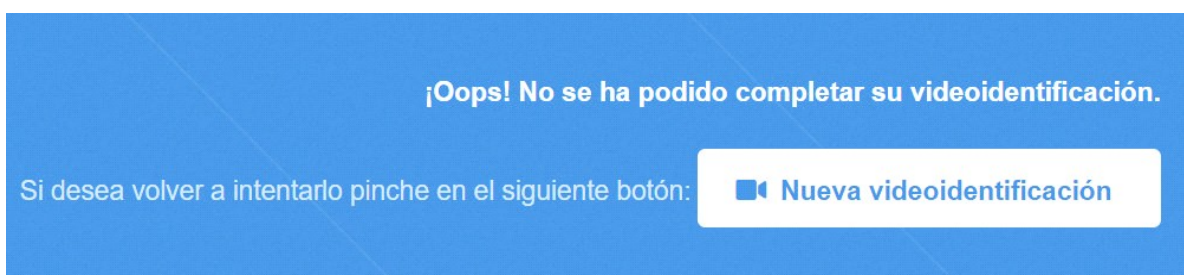 ¡Oops! No se ha podido completar su videoidentificación.
Si desea volver a intentarlo pinche en el siguiente botón: Nueva videoidentificación